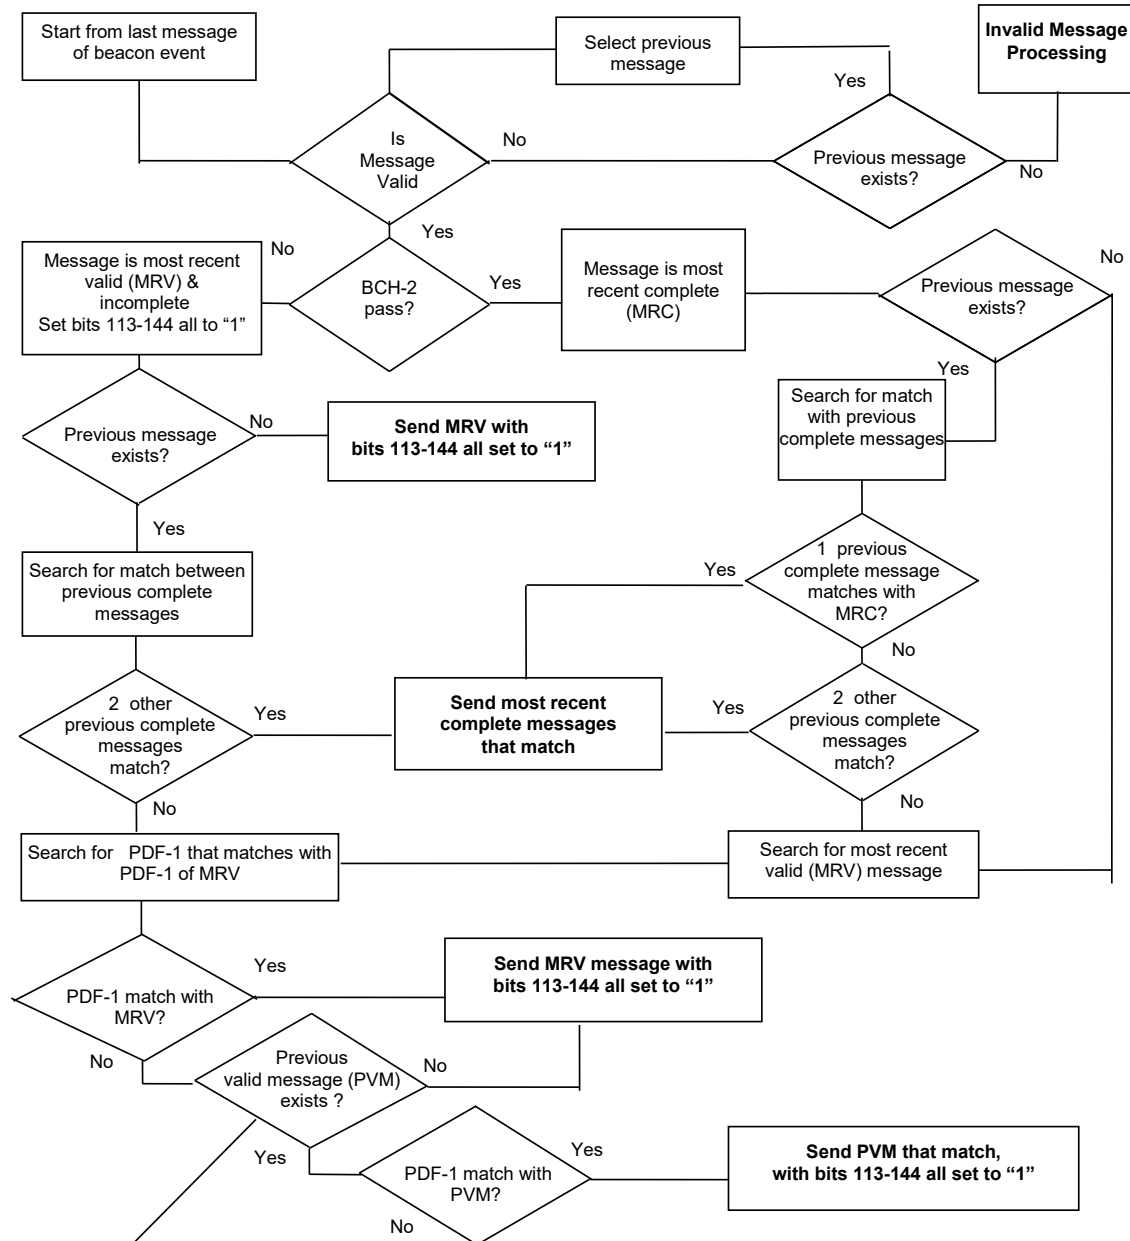 Start from last message
of beacon event
Select previous
message
Invalid Message
Processing
Yes
Is
Message
Valid
No
Previous message
exists?
No
Yes
No
Message is most recent
valid (MRV) &
incomplete
Set bits 113-144 all to “1”
BCH-2
pass?
Yes
Message is most
recent complete
(MRC)
Previous message
exists?
No
Yes
Search for match
with previous
complete messages
Previous message
exists?
No
Send MRV with
bits 113-144 all set to “1”
Yes
1 previous
complete message
matches with
MRC?
Yes
No
Search for match between
previous complete
messages
2 other
previous complete
messages
match?
Yes
Send most recent
complete messages
that match
Yes
2 other
previous complete
messages
match?
No
No
Search for PDF-1 that matches with
PDF-1 of MRV
Search for most recent
valid (MRV) message
PDF-1 match with
MRV?
Yes
Send MRV message with
bits 113-144 all set to “1”
No
Previous
valid message (PVM)
exists ?
No
Yes
PDF-1 match with
PVM?
Yes
Send PVM that match,
with bits 113-144 all set to “1”
No